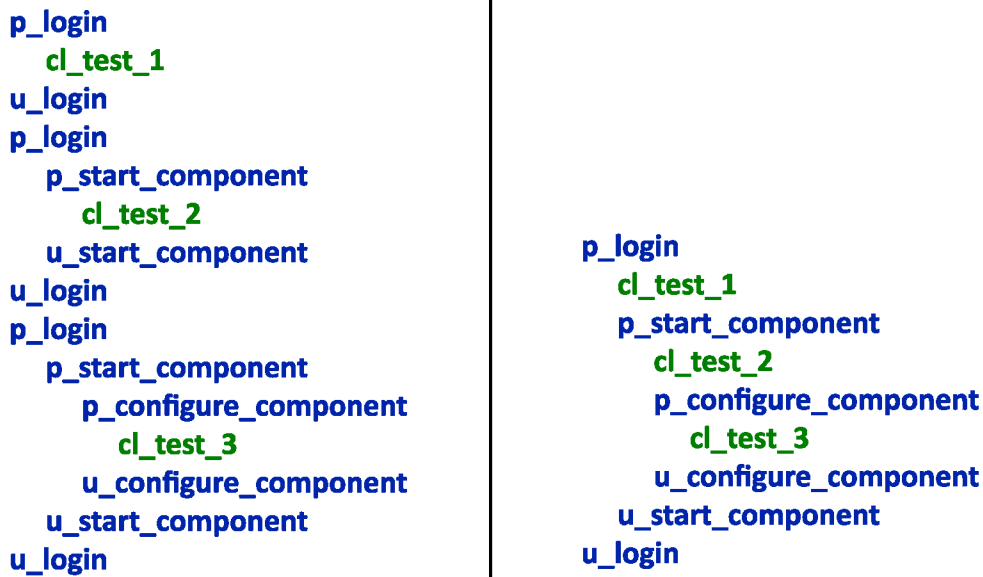 p_login
cl_test_1
u_login
p_login
p_start_component
cl_test_2
u_start_component
u_login
p_login
p_start_component
p_configure_component
cl_test_3
u_configure_component
u_start_component
u_login
p_login
cl_test_1
p_start_component
cl_test_2
p_configure_component
cl_test_3
u_configure_component
u_start_component
u_login